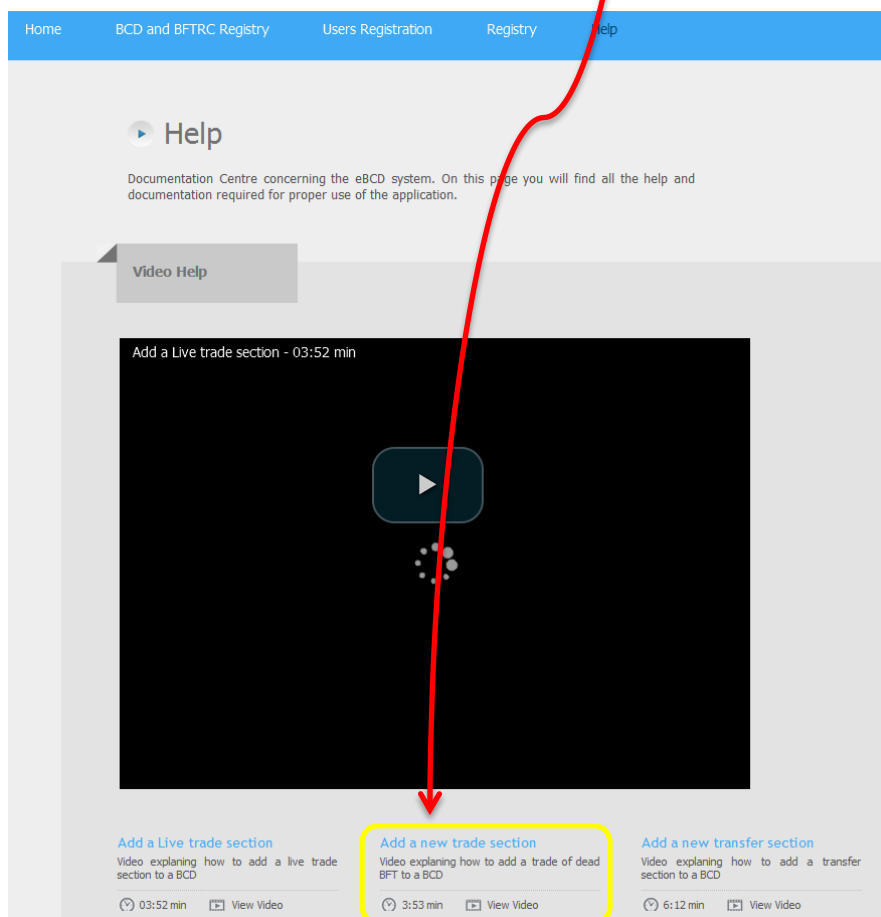 Home BCD and BFTRC Registry Users Registration Registry Help
Help
Documentation Centre concerning the eBCD system. On this page you will find all the help and
documentation required for proper use of the application.
Video Help
Add a Live trade section - 03:52 min
Add a Live trade section
Video explaning how to add a live trade
section to a BCD
03:52 min View Video
Add a new trade section
Video explaning how to add a trade of dead
BFT to a BCD
3:53 min View Video
Add a new transfer section
Video explaning how to add a transfer
section to a BCD
6:12 min View Video